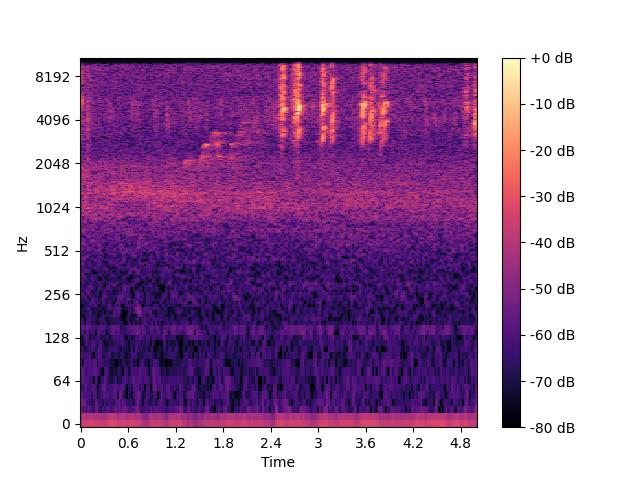 8192
4096
2048
1024
512
256
128
64
0
Hz
0
0.6
1.2
1.8
2.4
3
3.6
4.2
4.8
Time
+0 dB
-10 dB
-20 dB
-30 dB
-40 dB
-50 dB
-60 dB
-70 dB
-80 dB